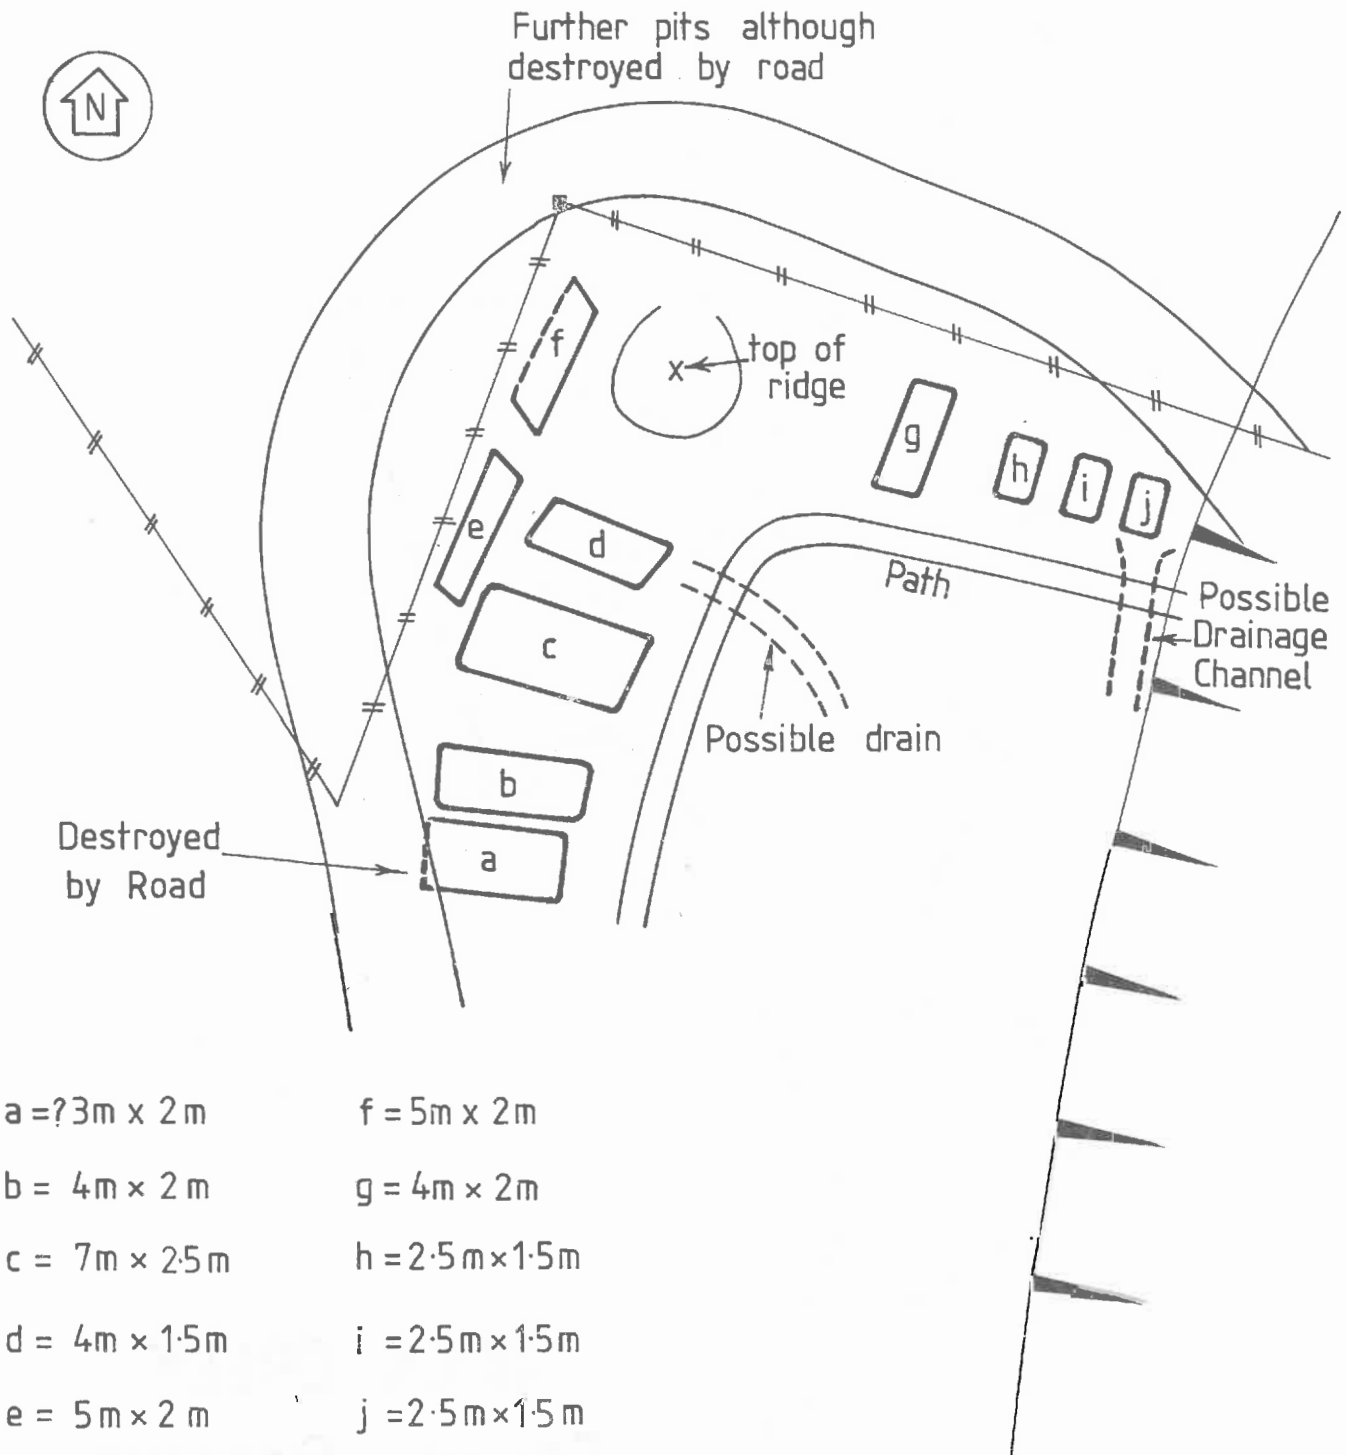 Further pits although
destroyed by road
N
f
top of
ridge
x
g
h
i
j
e
d
c
Path
Possible
Drainage
Channel
Possible drain
b
Destroyed
by Road
a
a =?3m x 2m
b = 4m x 2m
c = 7m x 2·5m
d = 4m x 1·5m
e = 5m x 2m
f = 5m x 2m
g = 4m x 2m
h = 2·5m x 1·5m
i = 2·5m x 1·5m
j = 2·5m x 1·5m